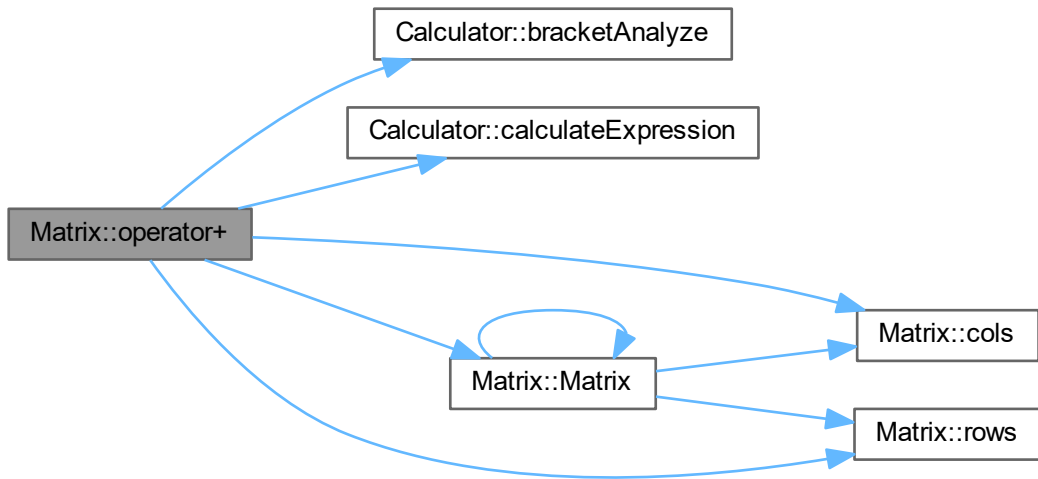 Calculator::bracketAnalyze
Calculator::calculateExpression
Matrix::operator+
Matrix::cols
Matrix::Matrix
Matrix::rows